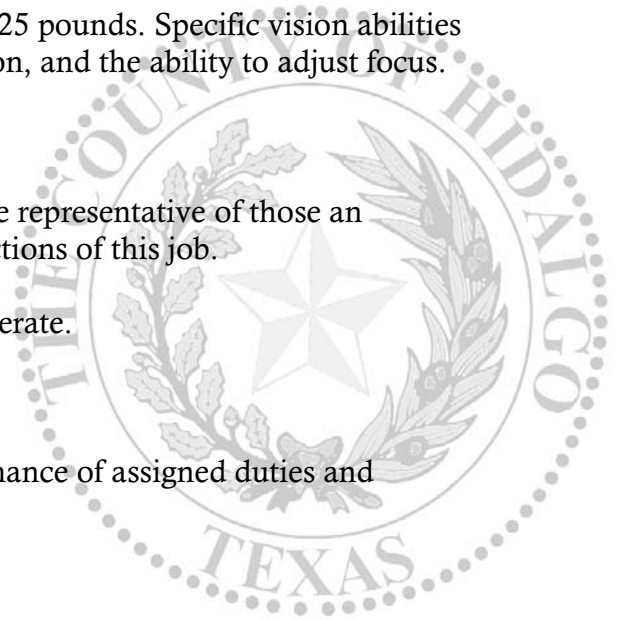 25 pounds. Specific vision abilities
on, and the ability to adjust focus.
e representative of those an
ctions of this job.
erate.
nance of assigned duties and
THE COUNTY OF HIDALGO
TEXAS